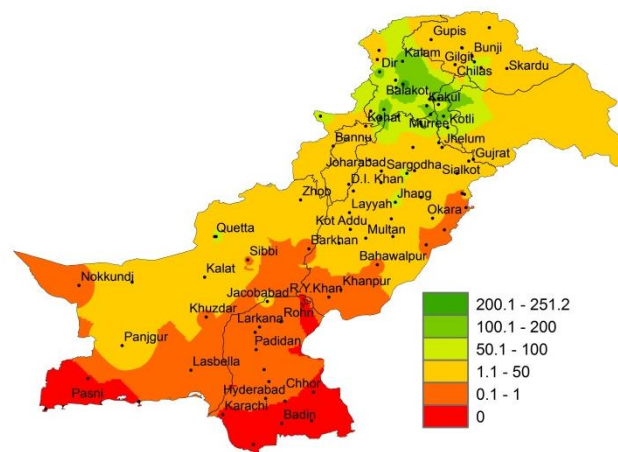 Gupis
Kalam
Gilgit
Bunji
Dir
Chilas
Skardu
Balakot
Kakul
Kohat
Murree
Kotli
Bannu
Jhelum
Joharabad
Sargodha
Gujrat
Sialkot
D.I. Khan
Zhob
Layyah
Jhang
Kot Addu
Okara
Quetta
Multan
Sibbi
Barkhan
Bahawalpur
Nokkundi
Kalat
Jacobabad
R.Y.Khan
Khanpur
Khuzdar
Larkana
Rohri
Panjgur
Padidan
Lasbella
Pasni
Hyderabad
Chhor
Karachi
Badin
200.1 - 251.2
100.1 - 200
50.1 - 100
1.1 - 50
0.1 - 1
0